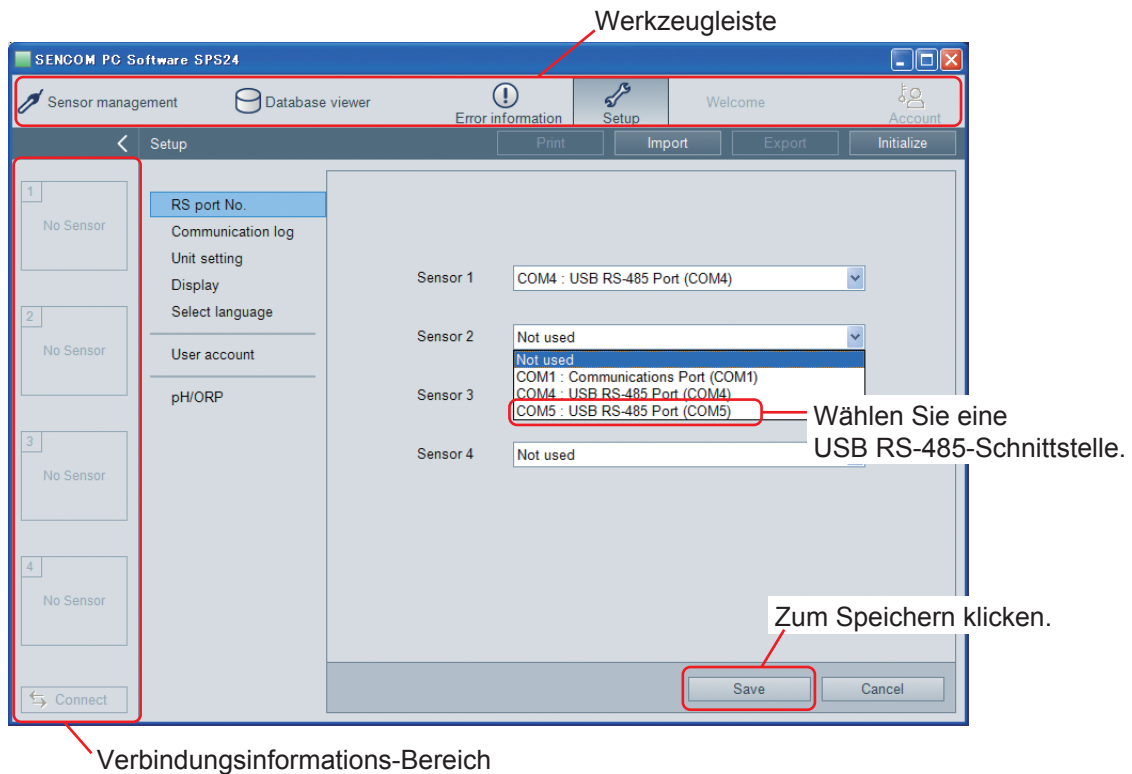 Werkzeugleiste
SENCOM PC Software SPS24
Sensor management
Database viewer
Error information
Setup
Welcome
Account
Setup
Print
Import
Export
Initialize
1
No Sensor
2
No Sensor
3
No Sensor
4
No Sensor
Connect
RS port No.
Communication log
Unit setting
Display
Select language
User account
pH/ORP
Sensor 1
COM4 : USB RS-485 Port (COM4)
Sensor 2
Not used
Not used
COM1 : Communications Port (COM1)
COM4 : USB RS-485 Port (COM4)
COM5 : USB RS-485 Port (COM5)
Sensor 3
Sensor 4
Not used
Wählen Sie eine
USB RS-485-Schnittstelle.
Zum Speichern klicken.
Save
Cancel
Verbindungsinformations-Bereich